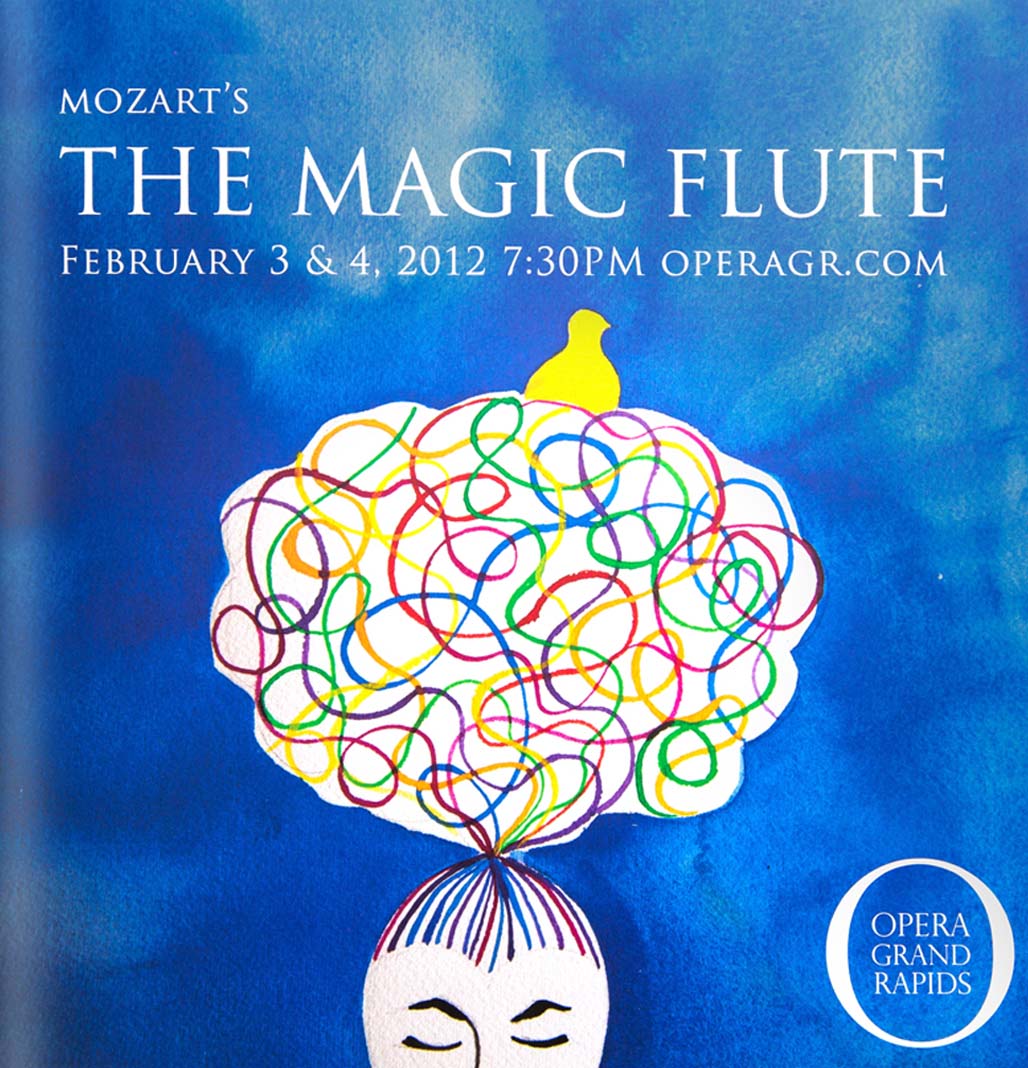 MOZART'S
THE MAGIC FLUTE
FEBRUARY 3 & 4, 2012 7:30PM OPERAGR.COM
OPERA
GRAND
RAPIDS